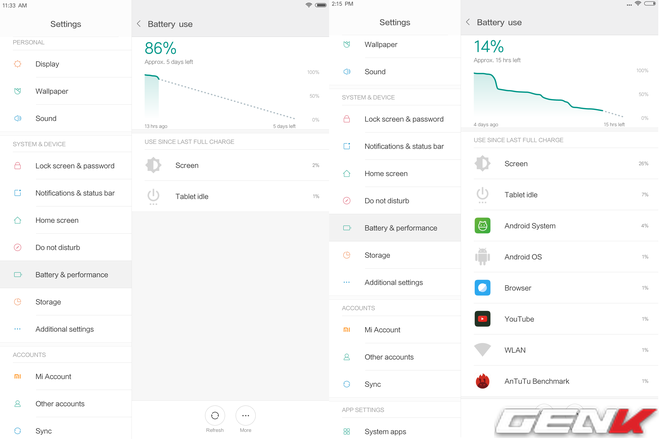 11:33 AM
Settings
PERSONAL
Display
Wallpaper
Sound
SYSTEM & DEVICE
Lock screen & password
Notifications & status bar
Home screen
Do not disturb
Battery & performance
Storage
Additional settings
ACCOUNTS
Mi Account
Other accounts
Sync
Battery use
86%
Approx. 5 days left
100%
50%
0%
13 hrs ago
5 days left
USE SINCE LAST FULL CHARGE
Screen 2%
Tablet idle 1%
Refresh
More
2:15 PM
Settings
Wallpaper
Sound
SYSTEM & DEVICE
Lock screen & password
Notifications & status bar
Home screen
Do not disturb
Battery & performance
Storage
Additional settings
ACCOUNTS
Mi Account
Other accounts
Sync
APP SETTINGS
System apps
Battery use
14%
Approx. 15 hrs left
100%
50%
0%
4 days ago
15 hrs left
USE SINCE LAST FULL CHARGE
Screen 26%
Tablet idle 7%
Android System 4%
Android OS 1%
Browser 1%
YouTube 1%
WLAN 1%
AnTuTu Benchmark 1%
GENK